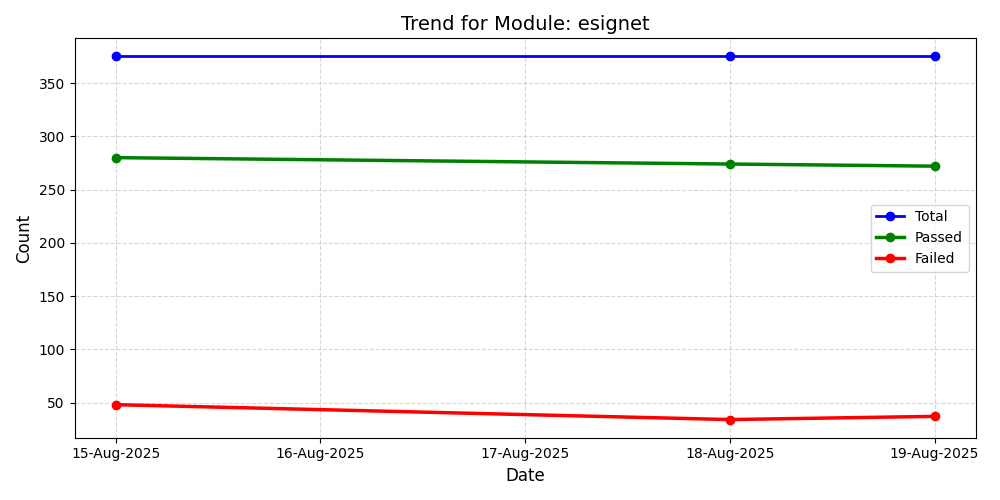 Trend for Module: esignet
Count
350
300
250
200
150
100
50
Total
Passed
Failed
15-Aug-2025 16-Aug-2025 17-Aug-2025 18-Aug-2025 19-Aug-2025
Date